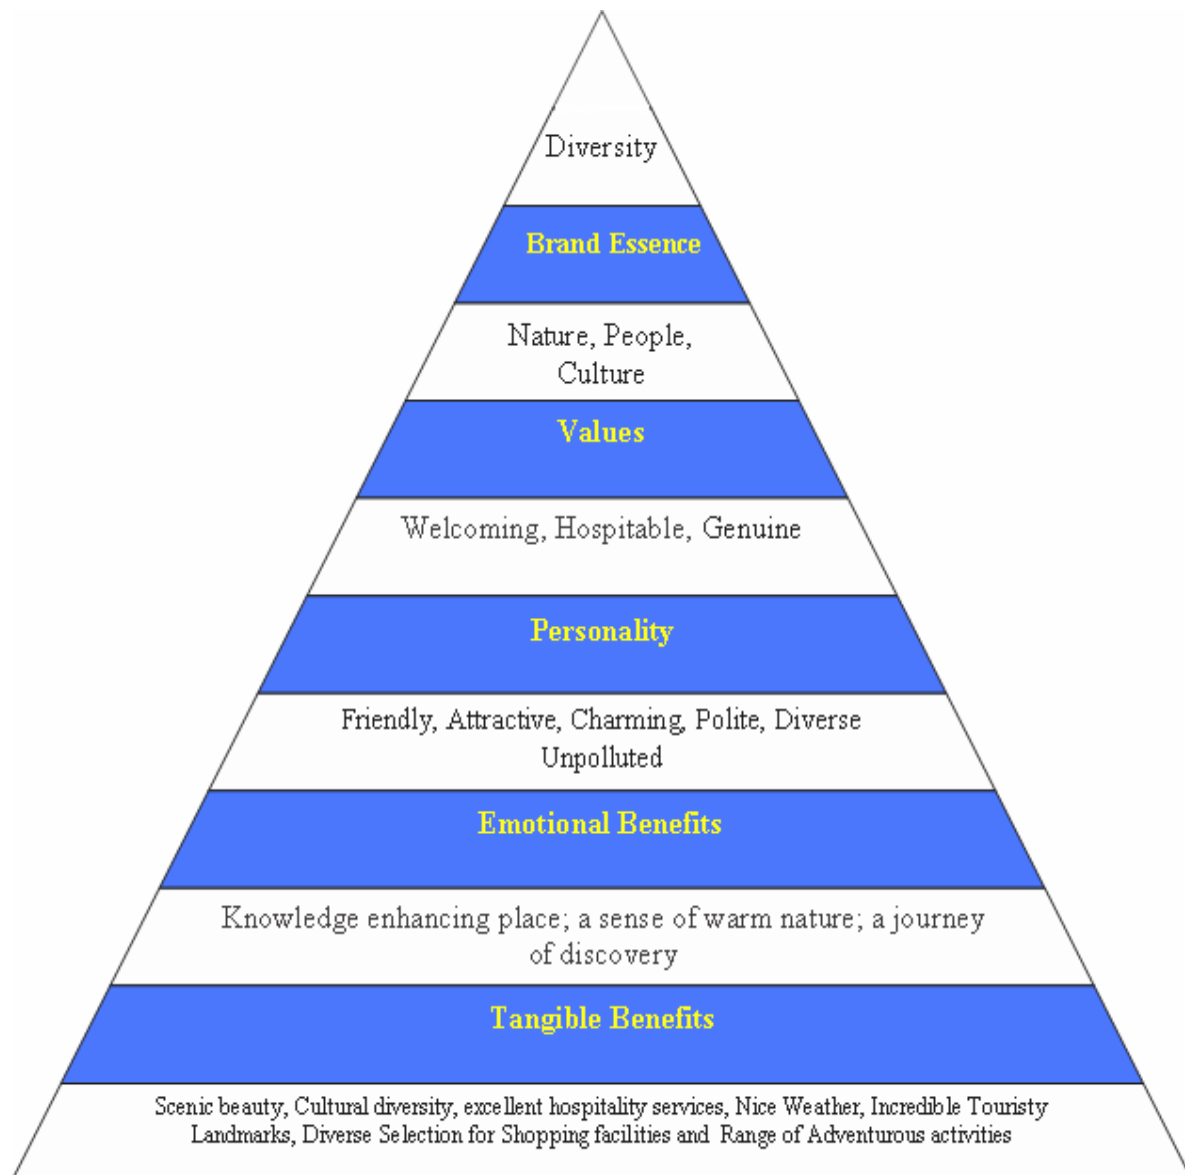 Diversity
Brand Essence
Nature, People,
Culture
Values
Welcoming, Hospitable, Genuine
Personality
Friendly, Attractive, Charming, Polite, Diverse
Unpolluted
Emotional Benefits
Knowledge enhancing place; a sense of warm nature; a journey
of discovery
Tangible Benefits
Scenic beauty, Cultural diversity, excellent hospitality services, Nice Weather, Incredible Touristy
Landmarks, Diverse Selection for Shopping facilities and Range of Adventurous activities